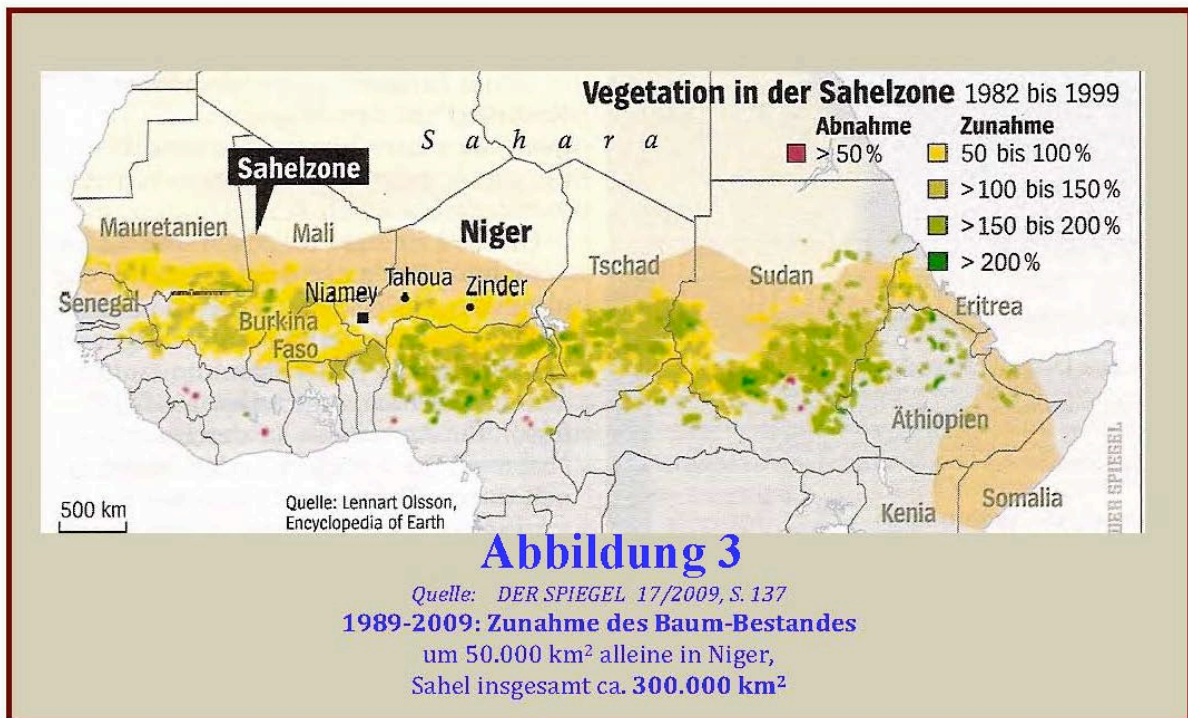 Vegetation in der Sahelzone 1982 bis 1999
Abnahme
> 50 %
Zunahme
50 bis 100 %
>100 bis 150 %
>150 bis 200 %
> 200 %
Sahara
Sahelzone
Mauretanien
Mali
Niger
Tschad
Sudan
Eritrea
Senegal
Niamey
Tahoua
Zinder
Burkina
Faso
Äthiopien
Somalia
Kenia
500 km
Quelle: Lennart Olsson,
Encyclopedia of Earth
DER SPIEGEL
Abbildung 3
Quelle: DER SPIEGEL 17/2009, S. 137
1989-2009: Zunahme des Baum-Bestandes
um 50.000 km² alleine in Niger,
Sahel insgesamt ca. 300.000 km²